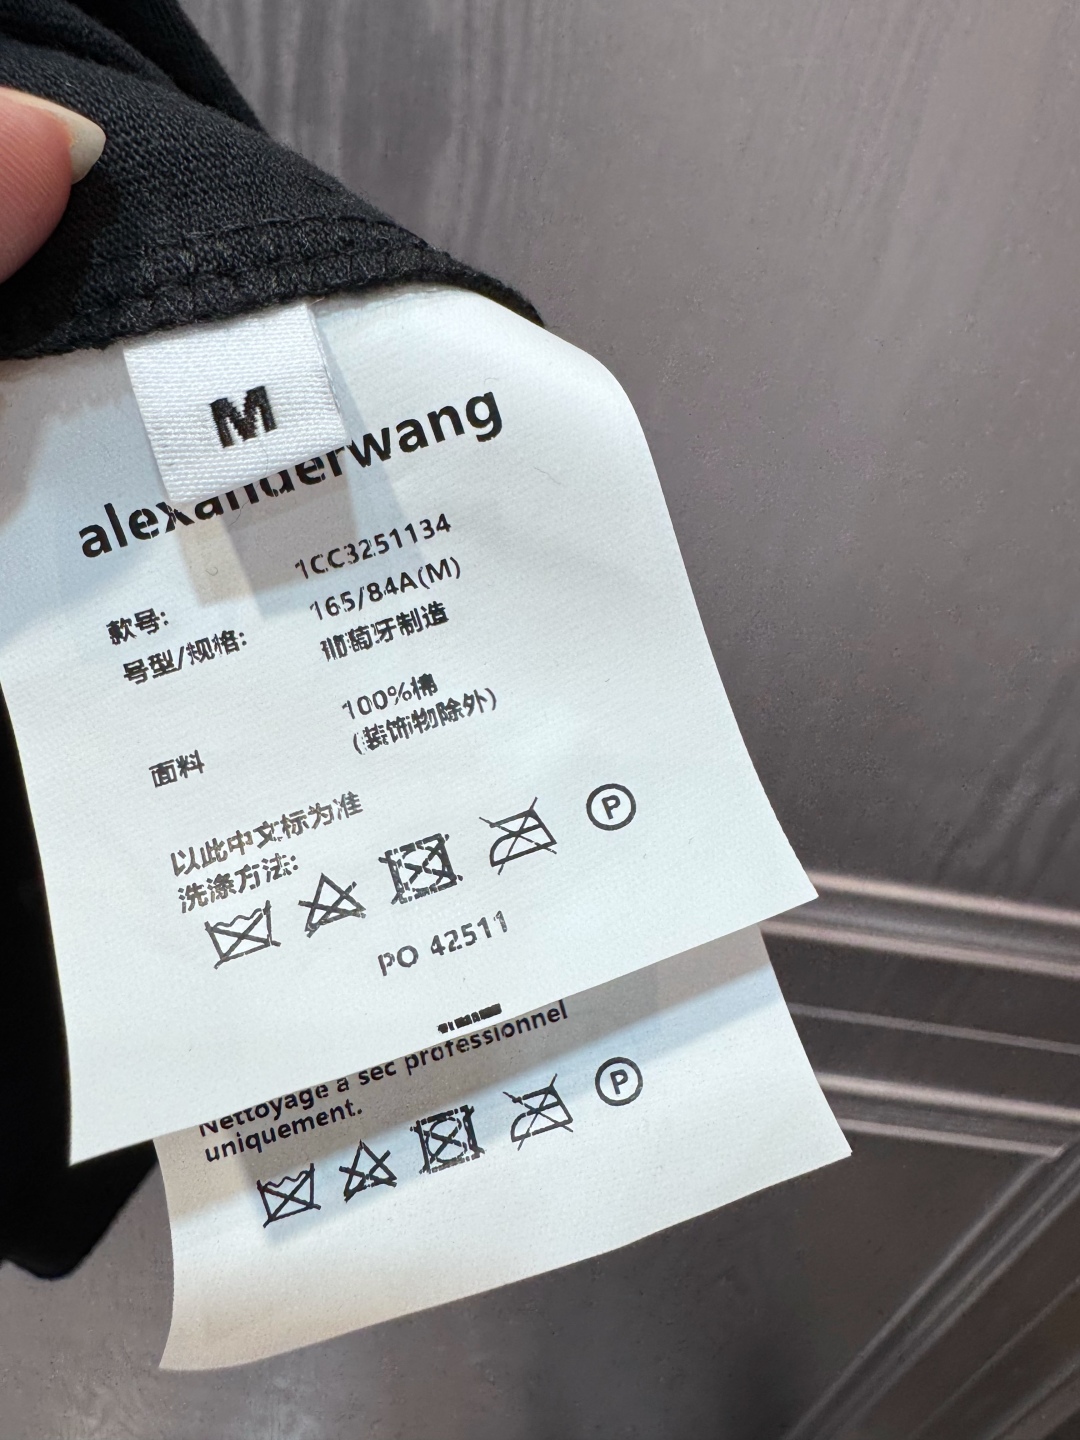 M
alexanderwang
款号: 1CC3251134
号型/规格: 165/84A(M)
葡萄牙制造
100%棉
面料 (装饰物除外)
以此中文标为准
洗涤方法:
P
PO 42511
Nettoyage à sec professionnel
uniquement.
P